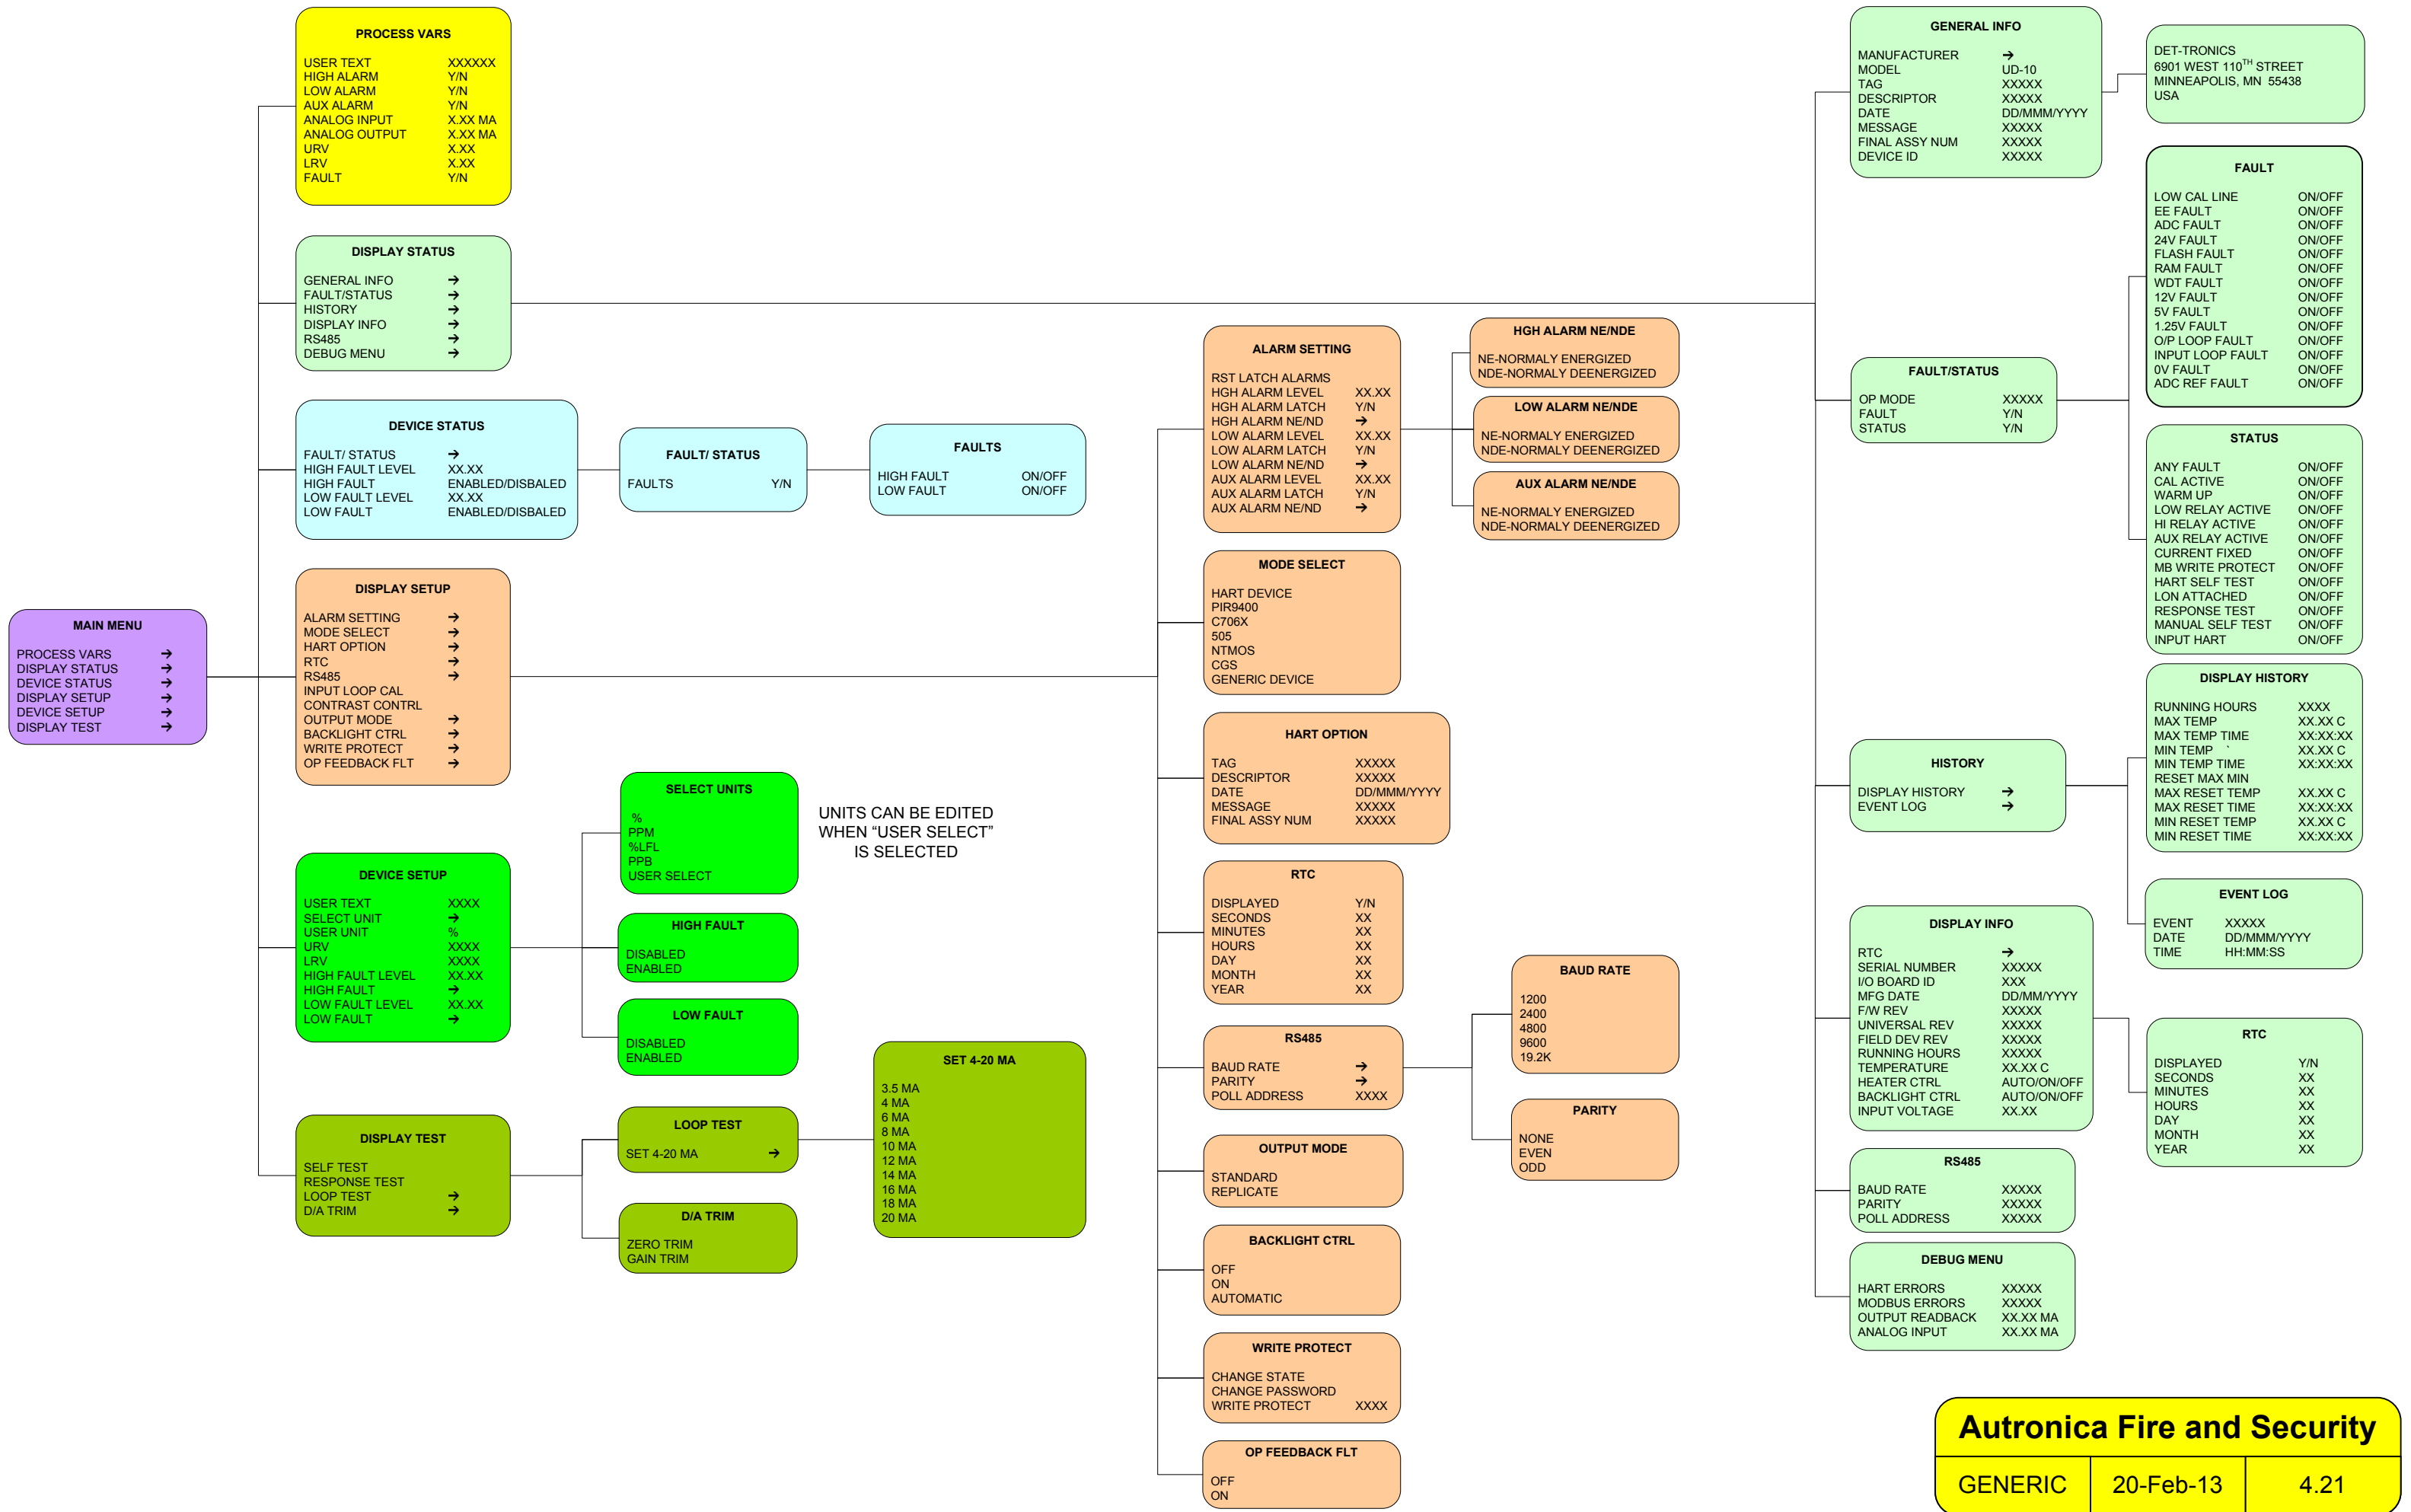 PROCESS VARS
USER TEXT XXXXXX
HIGH ALARM Y/N
LOW ALARM Y/N
AUX ALARM Y/N
ANALOG INPUT X.XX MA
ANALOG OUTPUT X.XX MA
URV X.XX
LRV X.XX
FAULT Y/N
DISPLAY STATUS
GENERAL INFO →
FAULT/STATUS →
HISTORY →
DISPLAY INFO →
RS485 →
DEBUG MENU →
DEVICE STATUS
FAULT/ STATUS →
HIGH FAULT LEVEL XX.XX
HIGH FAULT ENABLED/DISBALED
LOW FAULT LEVEL XX.XX
LOW FAULT ENABLED/DISBALED
FAULT/ STATUS
FAULTS Y/N
FAULTS
HIGH FAULT ON/OFF
LOW FAULT ON/OFF
MAIN MENU
PROCESS VARS →
DISPLAY STATUS →
DEVICE STATUS →
DISPLAY SETUP →
DEVICE SETUP →
DISPLAY TEST →
DISPLAY SETUP
ALARM SETTING →
MODE SELECT →
HART OPTION →
RTC →
RS485 →
INPUT LOOP CAL
CONTRAST CONTRL
OUTPUT MODE →
BACKLIGHT CTRL →
WRITE PROTECT →
OP FEEDBACK FLT →
DEVICE SETUP
USER TEXT XXXX
SELECT UNIT →
USER UNIT %
URV XXXX
LRV XXXX
HIGH FAULT LEVEL XX.XX
HIGH FAULT →
LOW FAULT LEVEL XX.XX
LOW FAULT →
SELECT UNITS
%
PPM
%LFL
PPB
USER SELECT
UNITS CAN BE EDITED
WHEN “USER SELECT”
IS SELECTED
HIGH FAULT
DISABLED
ENABLED
LOW FAULT
DISABLED
ENABLED
DISPLAY TEST
SELF TEST
RESPONSE TEST
LOOP TEST →
D/A TRIM →
LOOP TEST
SET 4-20 MA →
D/A TRIM
ZERO TRIM
GAIN TRIM
SET 4-20 MA
3.5 MA
4 MA
6 MA
8 MA
10 MA
12 MA
14 MA
16 MA
18 MA
20 MA
ALARM SETTING
RST LATCH ALARMS
HGH ALARM LEVEL XX.XX
HGH ALARM LATCH Y/N
HGH ALARM NE/ND →
LOW ALARM LEVEL XX.XX
LOW ALARM LATCH Y/N
LOW ALARM NE/ND →
AUX ALARM LEVEL XX.XX
AUX ALARM LATCH Y/N
AUX ALARM NE/ND →
HGH ALARM NE/NDE
NE-NORMALY ENERGIZED
NDE-NORMALY DEENERGIZED
LOW ALARM NE/NDE
NE-NORMALY ENERGIZED
NDE-NORMALY DEENERGIZED
AUX ALARM NE/NDE
NE-NORMALY ENERGIZED
NDE-NORMALY DEENERGIZED
MODE SELECT
HART DEVICE
PIR9400
C706X
505
NTMOS
CGS
GENERIC DEVICE
HART OPTION
TAG XXXXX
DESCRIPTOR XXXXX
DATE DD/MMM/YYYY
MESSAGE XXXXX
FINAL ASSY NUM XXXXX
RTC
DISPLAYED Y/N
SECONDS XX
MINUTES XX
HOURS XX
DAY XX
MONTH XX
YEAR XX
RS485
BAUD RATE →
PARITY →
POLL ADDRESS XXXX
BAUD RATE
1200
2400
4800
9600
19.2K
PARITY
NONE
EVEN
ODD
OUTPUT MODE
STANDARD
REPLICATE
BACKLIGHT CTRL
OFF
ON
AUTOMATIC
WRITE PROTECT
CHANGE STATE
CHANGE PASSWORD
WRITE PROTECT XXXX
OP FEEDBACK FLT
OFF
ON
GENERAL INFO
MANUFACTURER →
MODEL UD-10
TAG XXXXX
DESCRIPTOR XXXXX
DATE DD/MMM/YYYY
MESSAGE XXXXX
FINAL ASSY NUM XXXXX
DEVICE ID XXXXX
DET-TRONICS
6901 WEST 110TH STREET
MINNEAPOLIS, MN 55438
USA
FAULT
LOW CAL LINE ON/OFF
EE FAULT ON/OFF
ADC FAULT ON/OFF
24V FAULT ON/OFF
FLASH FAULT ON/OFF
RAM FAULT ON/OFF
WDT FAULT ON/OFF
12V FAULT ON/OFF
5V FAULT ON/OFF
1.25V FAULT ON/OFF
O/P LOOP FAULT ON/OFF
INPUT LOOP FAULT ON/OFF
0V FAULT ON/OFF
ADC REF FAULT ON/OFF
FAULT/STATUS
OP MODE XXXXX
FAULT Y/N
STATUS Y/N
STATUS
ANY FAULT ON/OFF
CAL ACTIVE ON/OFF
WARM UP ON/OFF
LOW RELAY ACTIVE ON/OFF
HI RELAY ACTIVE ON/OFF
AUX RELAY ACTIVE ON/OFF
CURRENT FIXED ON/OFF
MB WRITE PROTECT ON/OFF
HART SELF TEST ON/OFF
LON ATTACHED ON/OFF
RESPONSE TEST ON/OFF
MANUAL SELF TEST ON/OFF
INPUT HART ON/OFF
HISTORY
DISPLAY HISTORY →
EVENT LOG →
DISPLAY HISTORY
RUNNING HOURS XXXX
MAX TEMP XX.XX C
MAX TEMP TIME XX:XX:XX
MIN TEMP ` XX.XX C
MIN TEMP TIME XX:XX:XX
RESET MAX MIN
MAX RESET TEMP XX.XX C
MAX RESET TIME XX:XX:XX
MIN RESET TEMP XX.XX C
MIN RESET TIME XX:XX:XX
EVENT LOG
EVENT XXXXX
DATE DD/MMM/YYYY
TIME HH:MM:SS
DISPLAY INFO
RTC →
SERIAL NUMBER XXXXX
I/O BOARD ID XXX
MFG DATE DD/MM/YYYY
F/W REV XXXXX
UNIVERSAL REV XXXXX
FIELD DEV REV XXXXX
RUNNING HOURS XXXXX
TEMPERATURE XX.XX C
HEATER CTRL AUTO/ON/OFF
BACKLIGHT CTRL AUTO/ON/OFF
INPUT VOLTAGE XX.XX
RTC
DISPLAYED Y/N
SECONDS XX
MINUTES XX
HOURS XX
DAY XX
MONTH XX
YEAR XX
RS485
BAUD RATE XXXXX
PARITY XXXXX
POLL ADDRESS XXXXX
DEBUG MENU
HART ERRORS XXXXX
MODBUS ERRORS XXXXX
OUTPUT READBACK XX.XX MA
ANALOG INPUT XX.XX MA
Autronica Fire and Security
GENERIC 20-Feb-13 4.21